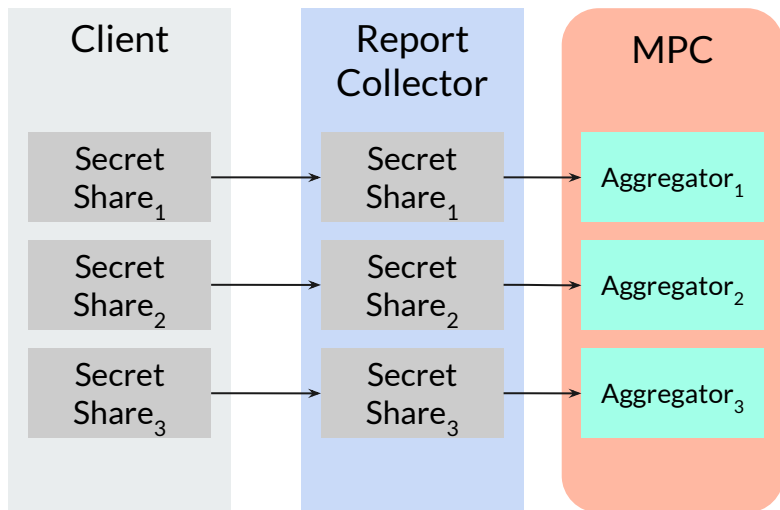 Client
Secret
Share₁
Secret
Share₂
Secret
Share₃
Report
Collector
Secret
Share₁
Secret
Share₂
Secret
Share₃
MPC
Aggregator₁
Aggregator₂
Aggregator₃